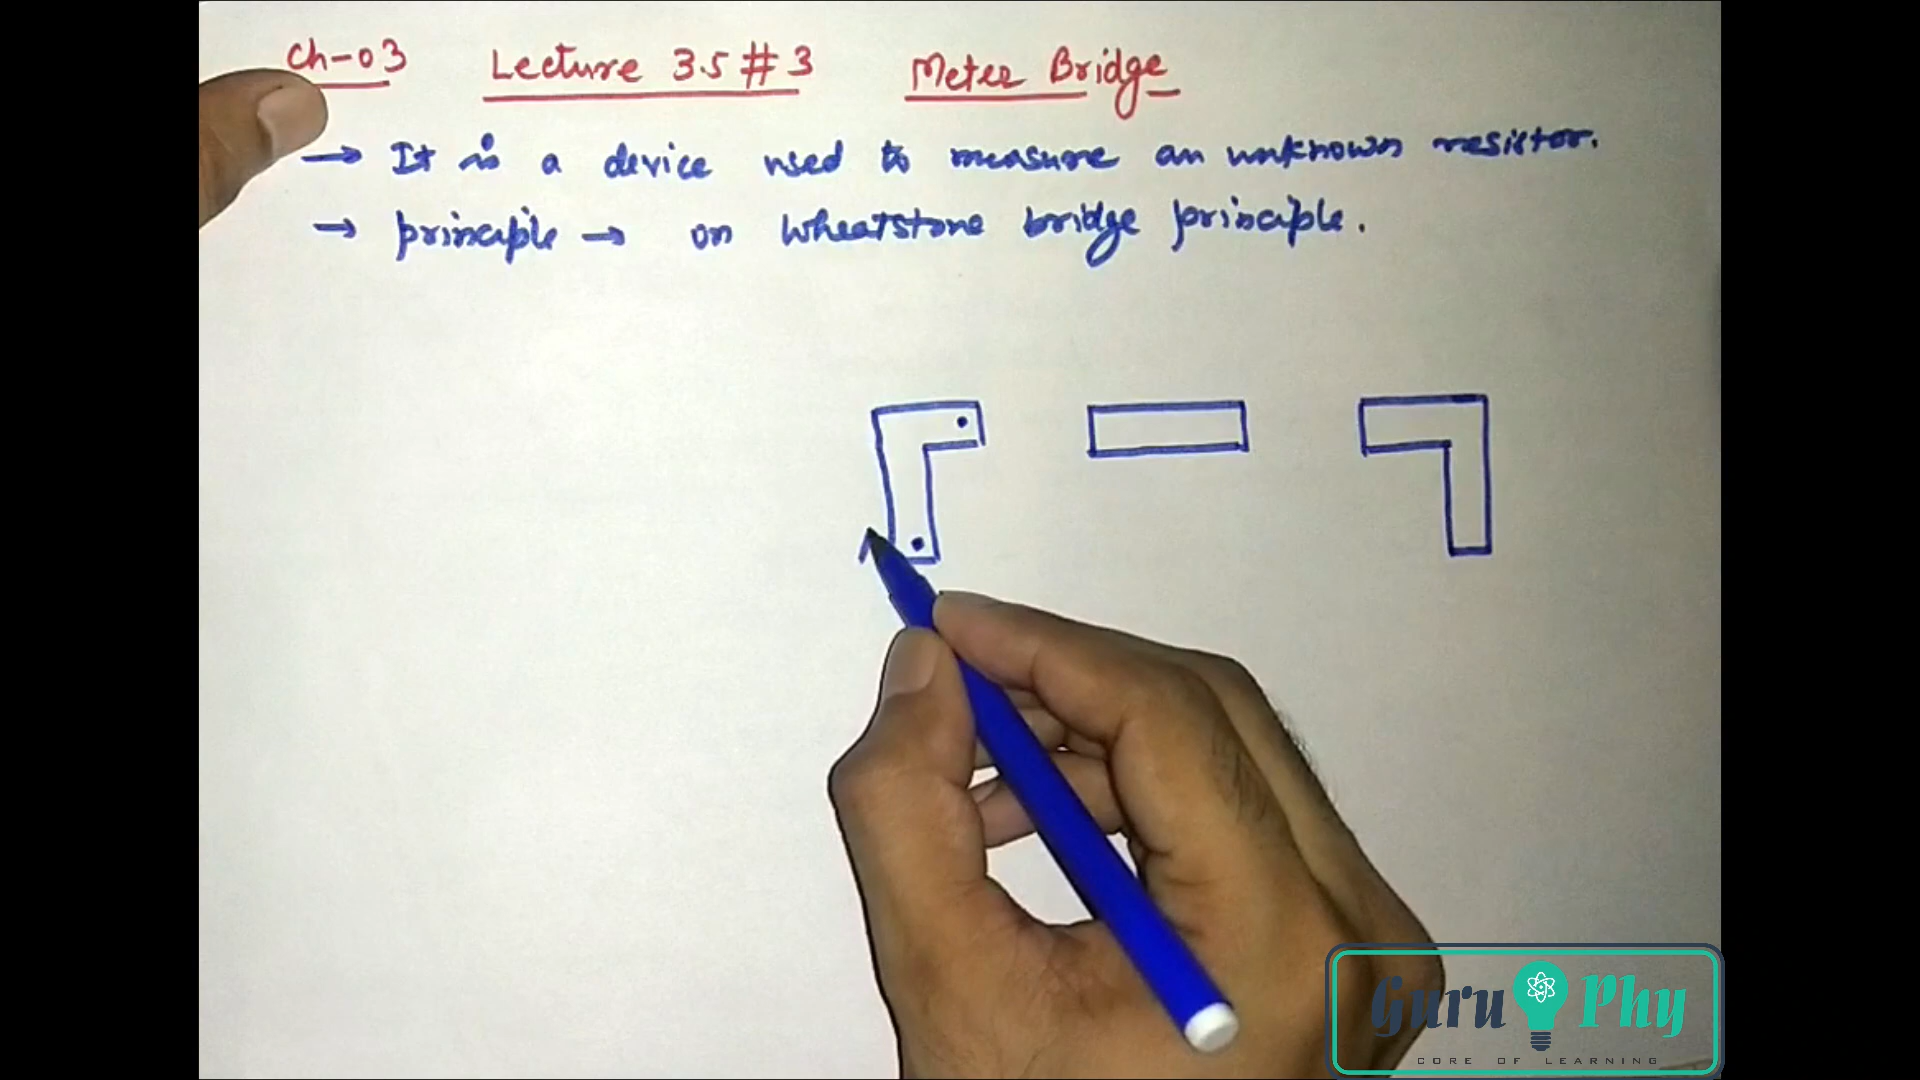 Ch-03 Lecture 3.5 # 3 Meter Bridge
→ It is a device used to measure an unknown resistor.
→ principle → on wheatstone bridge principle.
Guru Phy
CORE OF LEARNING